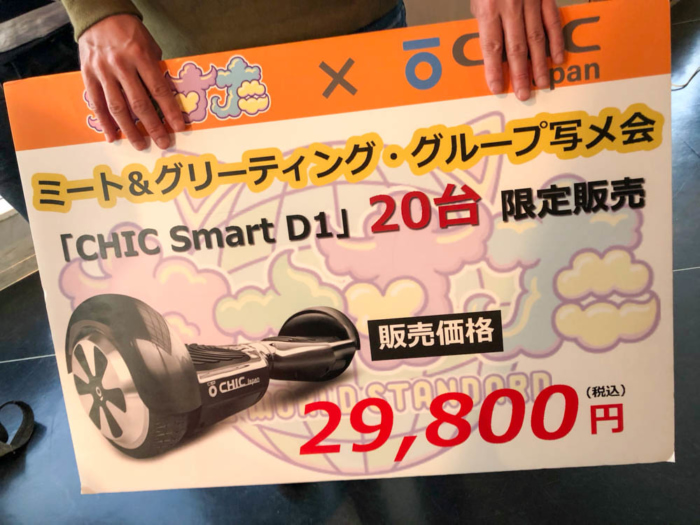 × CHIC
Japan
ミート＆グリーティング・グループ写メ会
「CHIC Smart D1」20台 限定販売
CHIC Japan
販売価格
WORLD STANDARD
29,800円(税込)